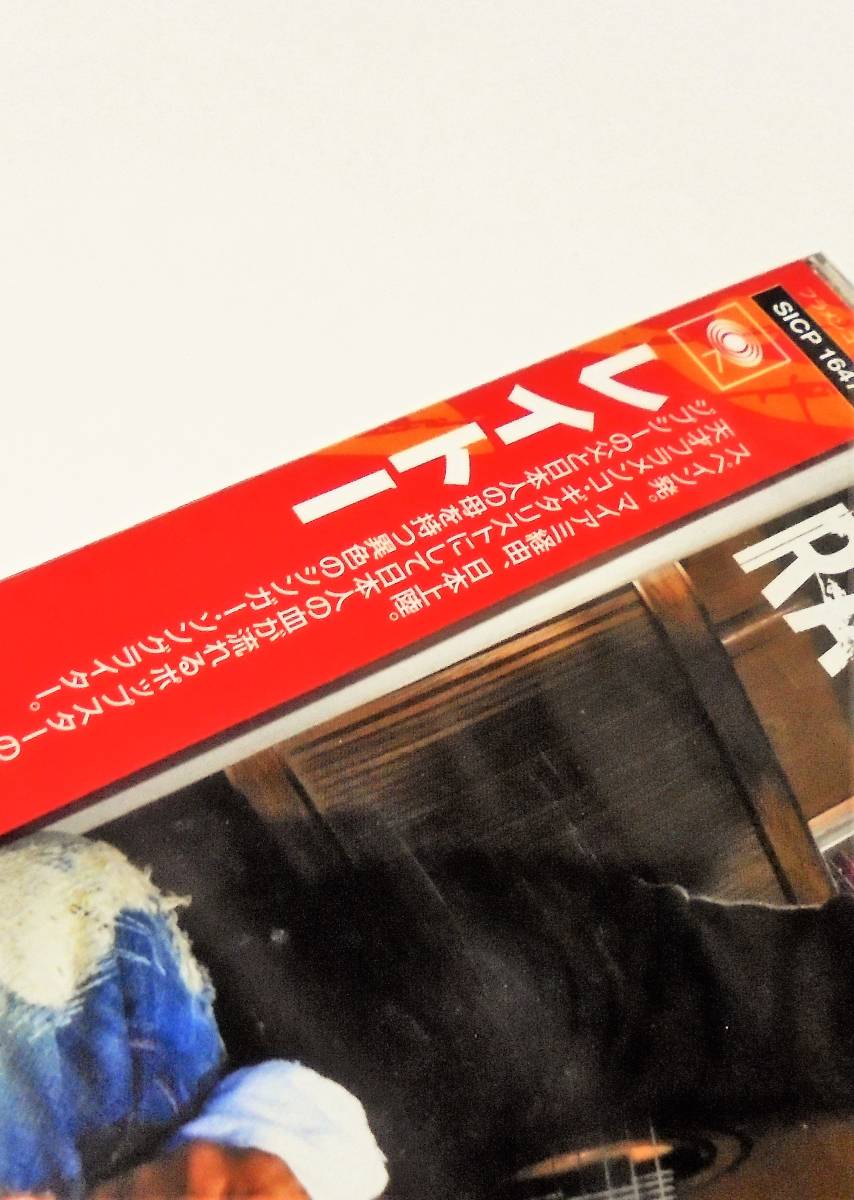 SICP 1641
レイトー
スペイン発。マイアミ経由、日本上陸。
天才フラメンコ・ギタリストにして日本人の血が流れるポップスターの
ジプシーの父と日本人の母を持つ異色のシンガー・ソングライター。
RA